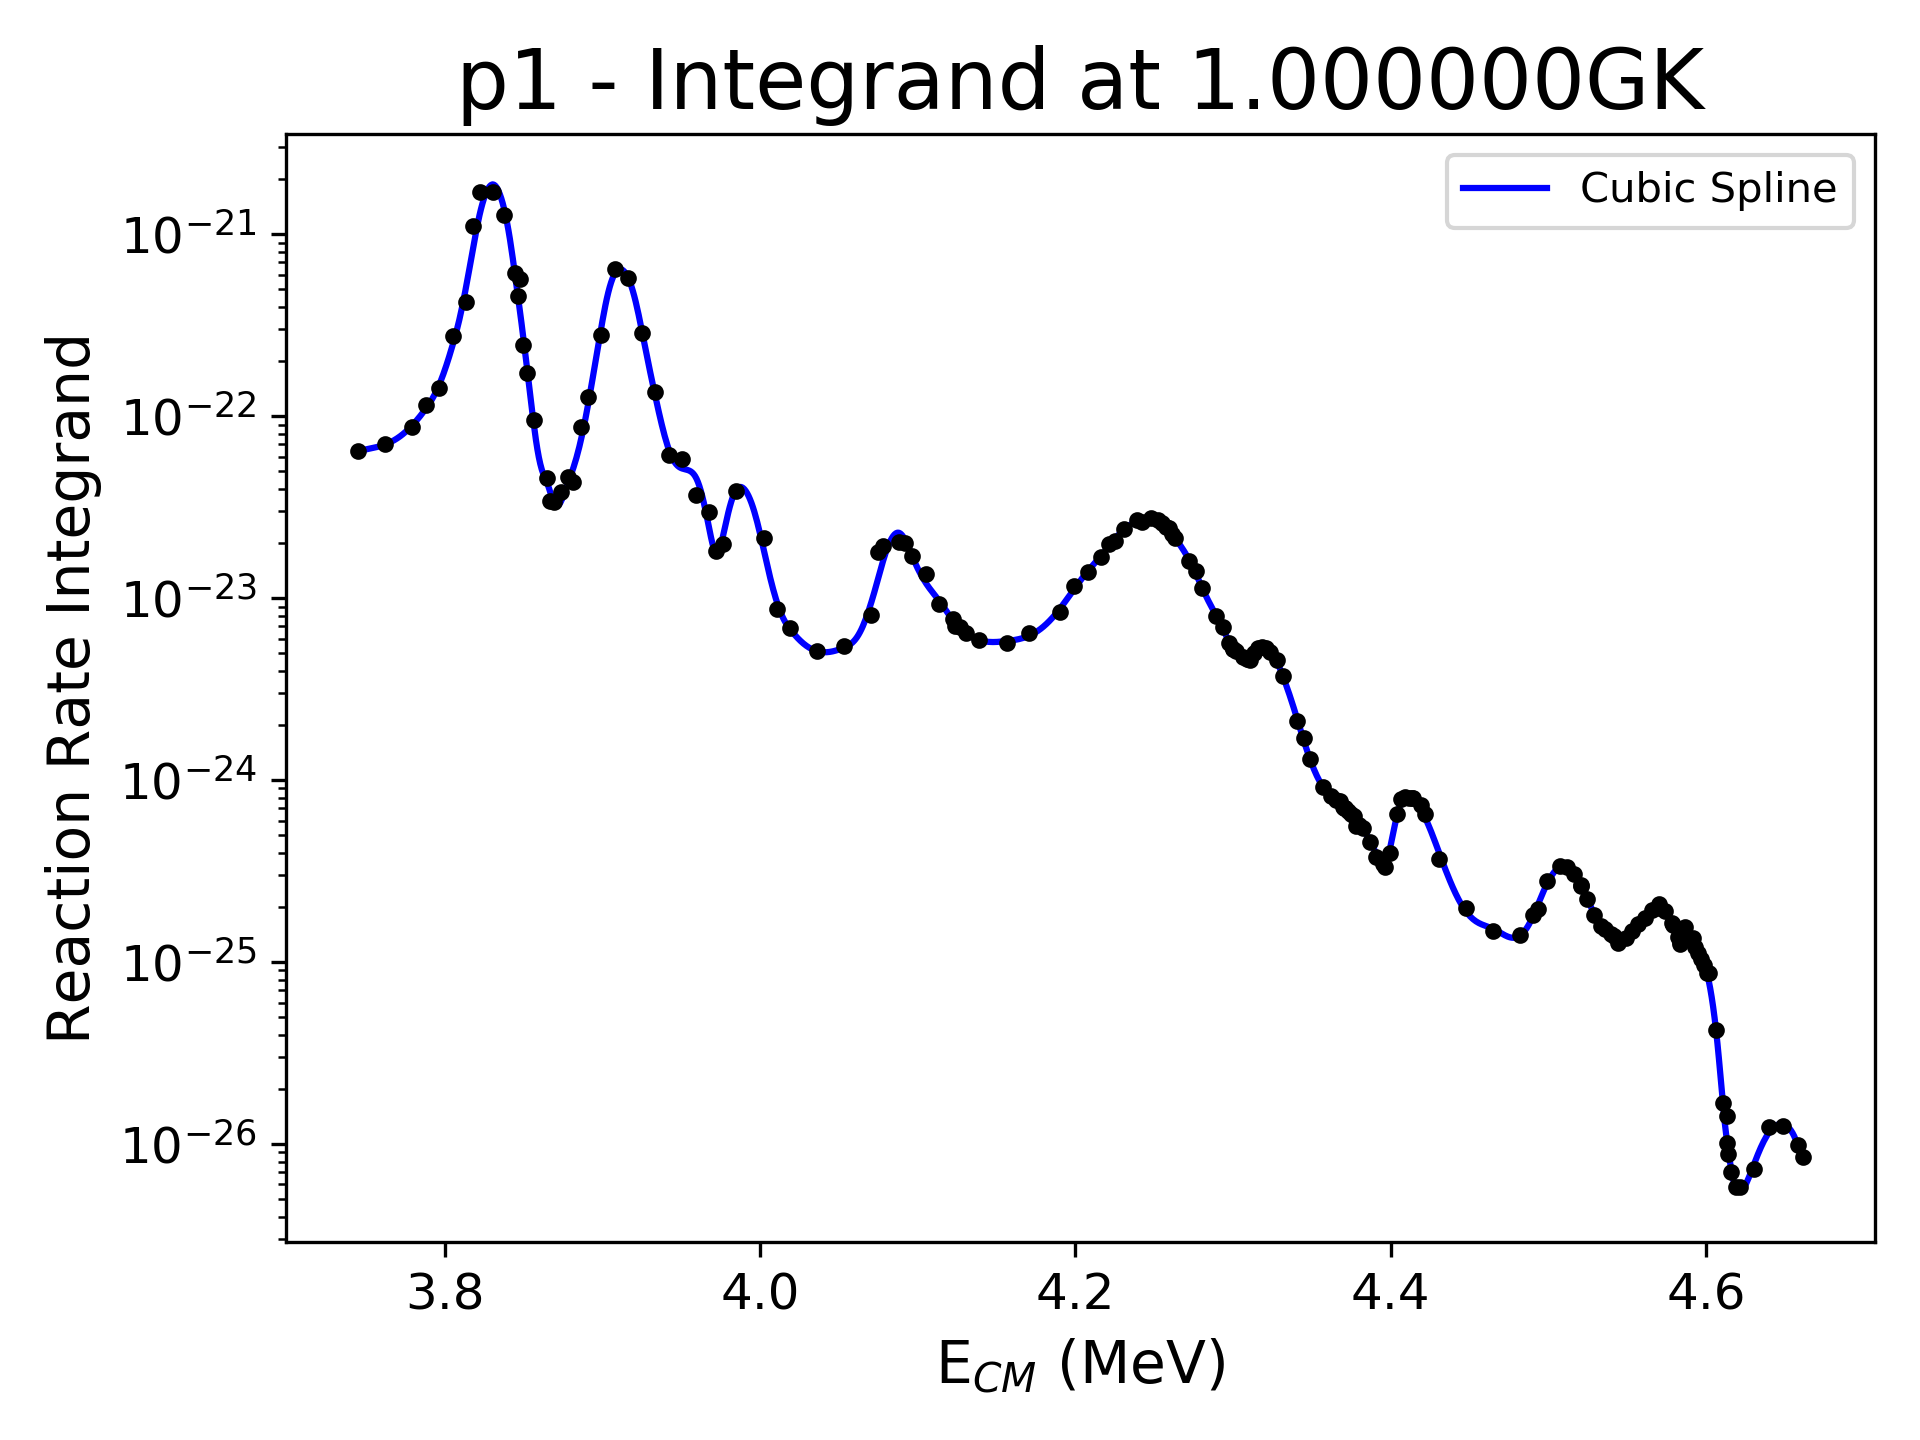 p1 - Integrand at 1.000000GK
Cubic Spline
Reaction Rate Integrand
10⁻²¹
10⁻²²
10⁻²³
10⁻²⁴
10⁻²⁵
10⁻²⁶
3.8 4.0 4.2 4.4 4.6
E_CM (MeV)